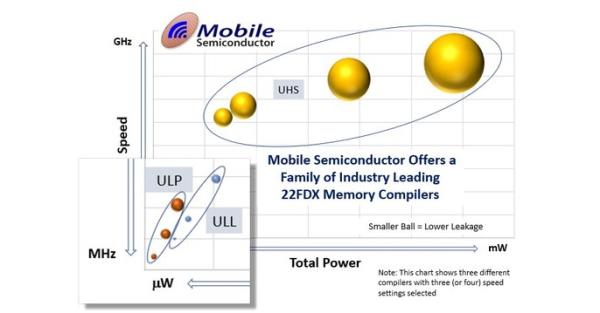 Mobile
Semiconductor
GHz
UHS
Speed
Mobile Semiconductor Offers a
Family of Industry Leading
22FDX Memory Compilers
ULP
ULL
Smaller Ball = Lower Leakage
MHz
mW
Total Power
µW
Note: This chart shows three different
compilers with three (or four) speed
settings selected